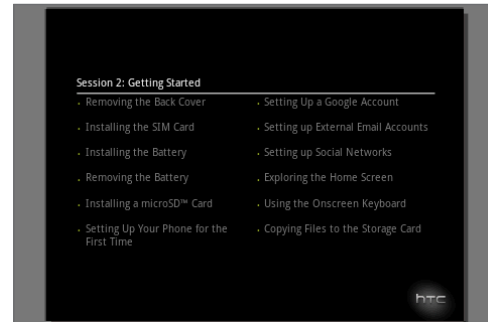 Session 2: Getting Started
• Removing the Back Cover
• Installing the SIM Card
• Installing the Battery
• Removing the Battery
• Installing a microSD™ Card
• Setting Up Your Phone for the
First Time
• Setting Up a Google Account
• Setting up External Email Accounts
• Setting up Social Networks
• Exploring the Home Screen
• Using the Onscreen Keyboard
• Copying Files to the Storage Card
hTC